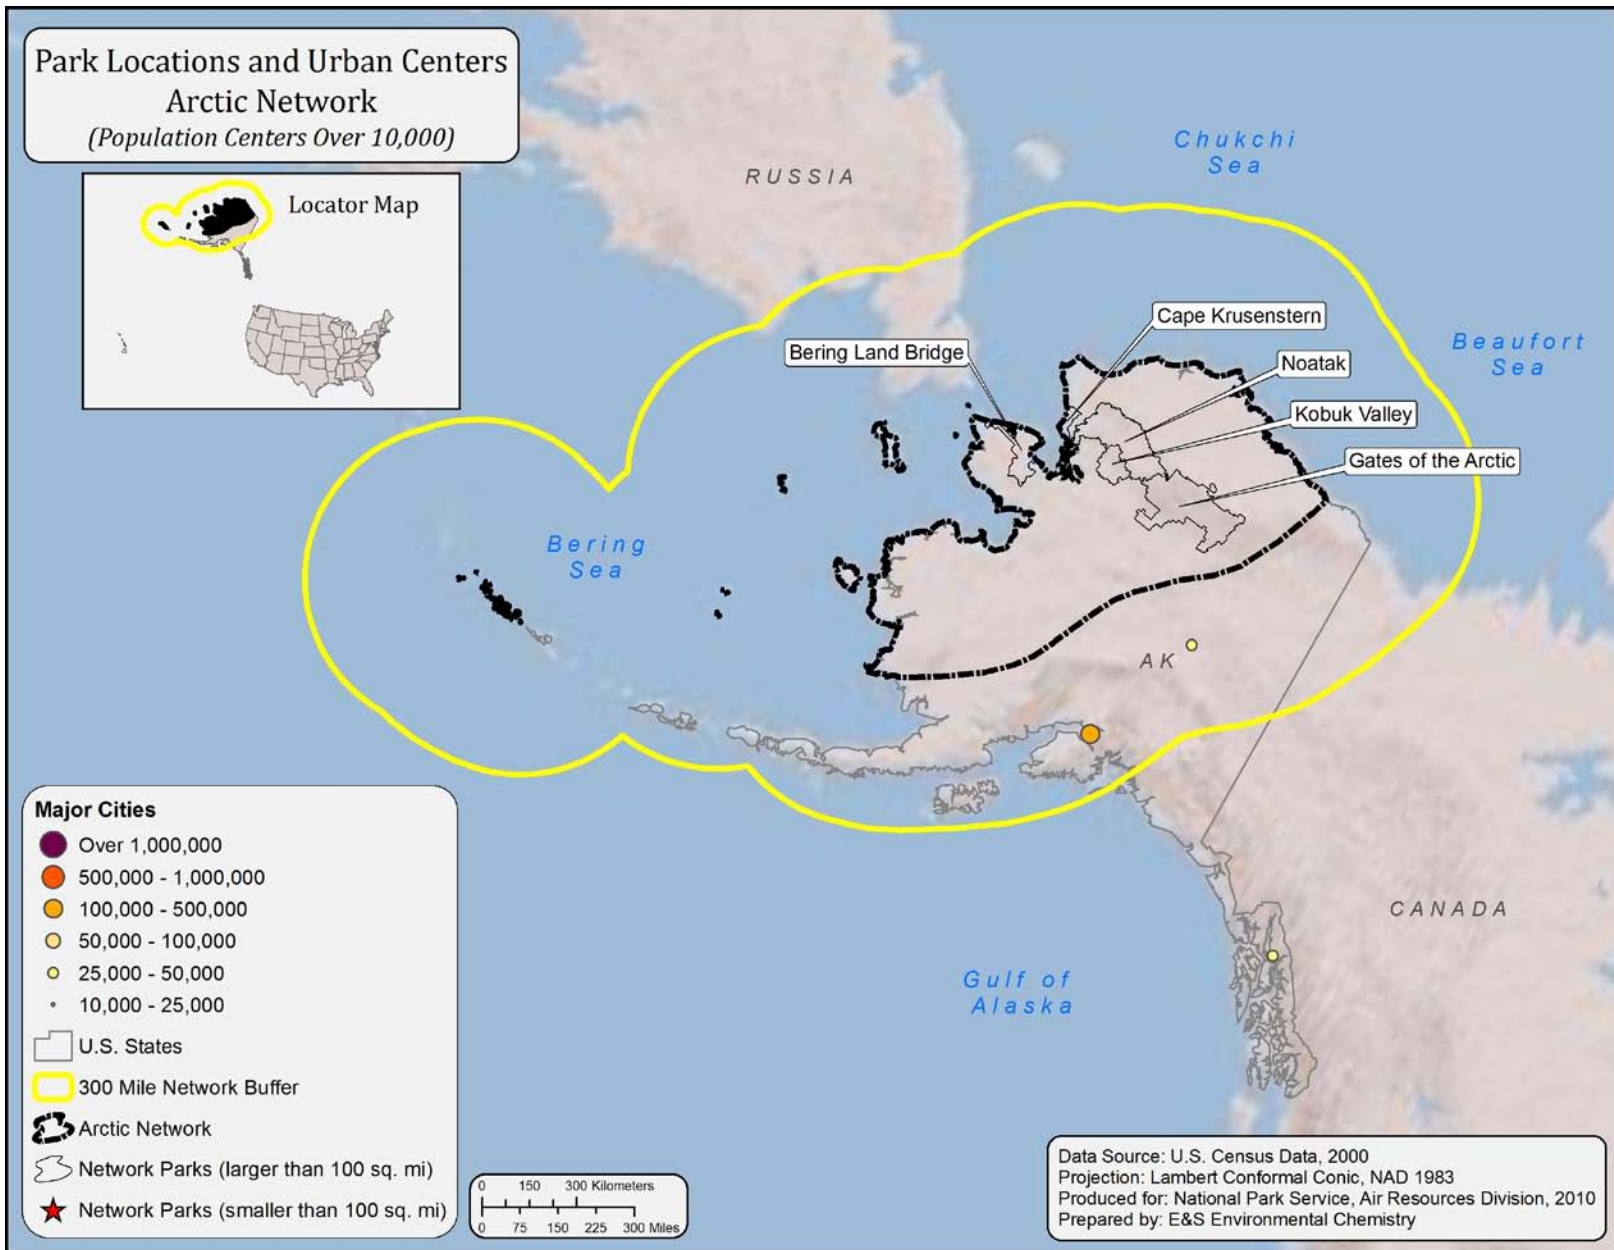 Park Locations and Urban Centers
Arctic Network
(Population Centers Over 10,000)
Locator Map
RUSSIA
Chukchi
Sea
Beaufort
Sea
Cape Krusenstern
Bering Land Bridge
Noatak
Kobuk Valley
Gates of the Arctic
Bering
Sea
AK
CANADA
Gulf of
Alaska
Major Cities
Over 1,000,000
500,000 - 1,000,000
100,000 - 500,000
50,000 - 100,000
25,000 - 50,000
10,000 - 25,000
U.S. States
300 Mile Network Buffer
Arctic Network
Network Parks (larger than 100 sq. mi)
Network Parks (smaller than 100 sq. mi)
0 150 300 Kilometers
0 75 150 225 300 Miles
Data Source: U.S. Census Data, 2000
Projection: Lambert Conformal Conic, NAD 1983
Produced for: National Park Service, Air Resources Division, 2010
Prepared by: E&S Environmental Chemistry